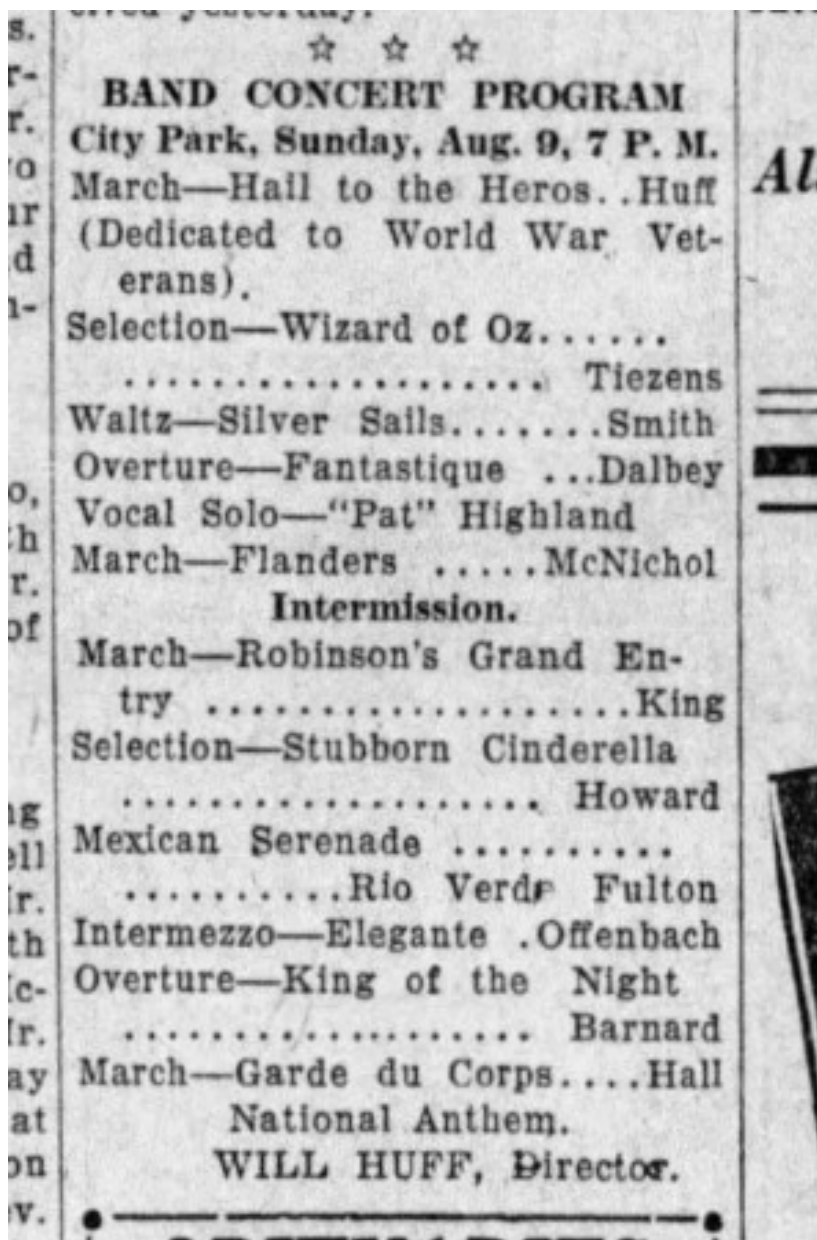 ☆ ☆ ☆
BAND CONCERT PROGRAM
City Park, Sunday, Aug. 9, 7 P. M.
March—Hail to the Heros..Huff
(Dedicated to World War Vet-
erans).
Selection—Wizard of Oz......
................... Tiezens
Waltz—Silver Sails.......Smith
Overture—Fantastique ...Dalbey
Vocal Solo—"Pat" Highland
March—Flanders .....McNichol
Intermission.
March—Robinson's Grand En-
try ....................King
Selection—Stubborn Cinderella
................... Howard
Mexican Serenade ..........
..........Rio Verde Fulton
Intermezzo—Elegante .Offenbach
Overture—King of the Night
................... Barnard
March—Garde du Corps....Hall
National Anthem.
WILL HUFF, Director.